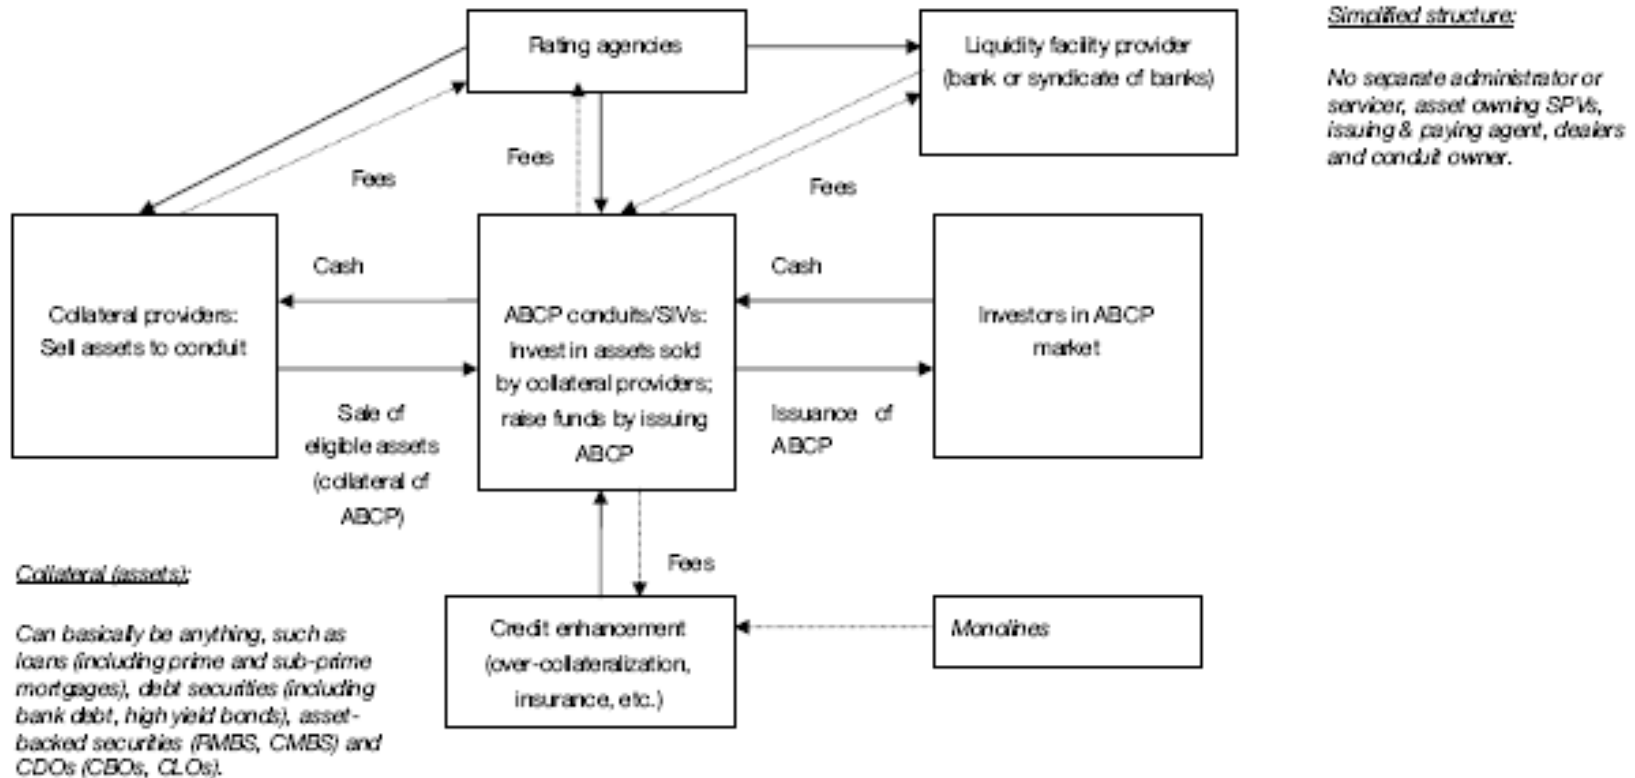 Rating agencies
Liquidity facility provider
(bank or syndicate of banks)
Simplified structure:
No separate administrator or
servicer, asset owning SPVs,
issuing & paying agent, dealers
and conduit owner.
Fees
Fees
Fees
Cash
Cash
Collateral providers:
Sell assets to conduit
ABCP conduits/SIVs:
Invest in assets sold
by collateral providers;
raise funds by issuing
ABCP
Investors in ABCP
market
Sale of
eligible assets
(collateral of
ABCP)
Issuance of
ABCP
Fees
Collateral (assets):
Can basically be anything, such as
loans (including prime and sub-prime
mortgages), debt securities (including
bank debt, high yield bonds), asset-
backed securities (RMBS, CMBS) and
CDOs (CBOs, CLOs).
Credit enhancement
(over-collateralization,
insurance, etc.)
Monolines